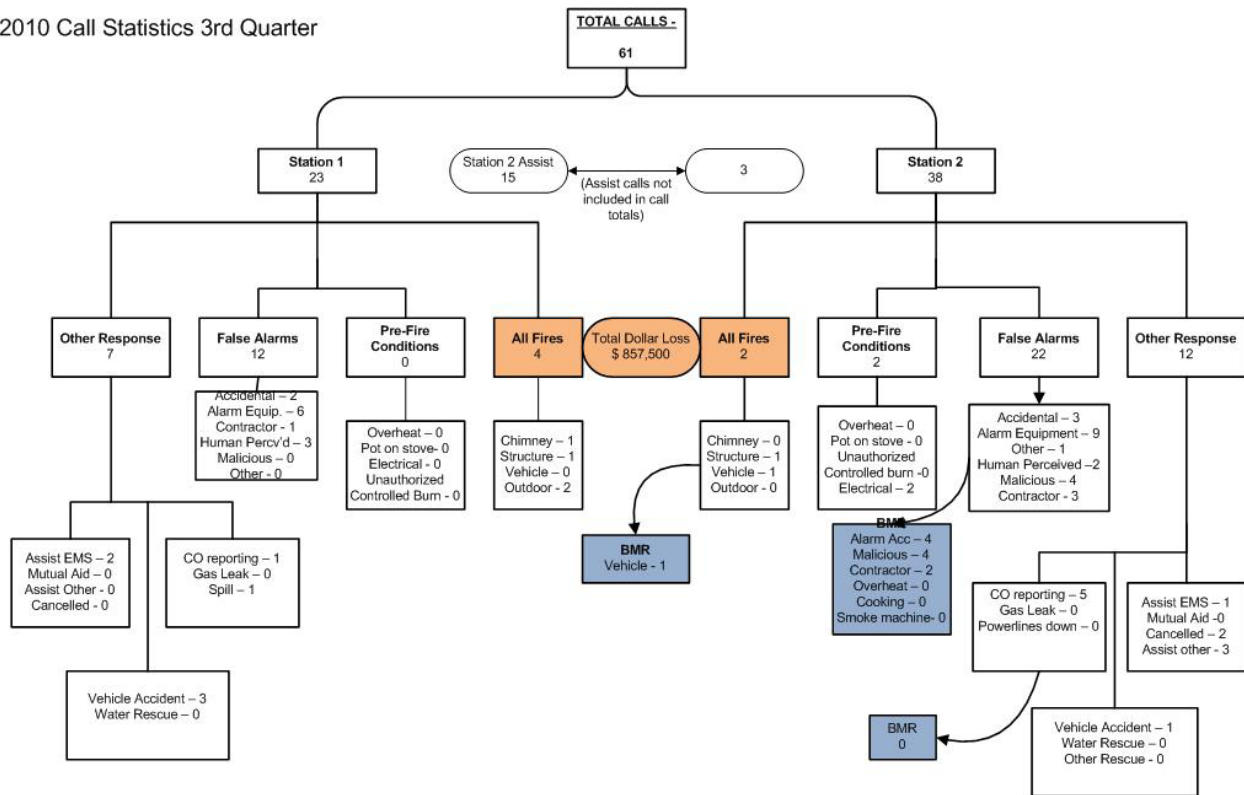 2010 Call Statistics 3rd Quarter
TOTAL CALLS -
61
Station 1
23
Station 2 Assist
15
(Assist calls not
included in call
totals)
3
Station 2
38
Other Response
7
False Alarms
12
Pre-Fire
Conditions
0
All Fires
4
Total Dollar Loss
$ 857,500
All Fires
2
Pre-Fire
Conditions
2
False Alarms
22
Other Response
12
Accidental – 2
Alarm Equip. – 6
Contractor - 1
Human Percv'd – 3
Malicious – 0
Other - 0
Overheat – 0
Pot on stove- 0
Electrical - 0
Unauthorized
Controlled Burn – 0
Chimney – 1
Structure – 1
Vehicle – 0
Outdoor – 2
Chimney – 0
Structure – 1
Vehicle – 1
Outdoor – 0
Overheat – 0
Pot on stove - 0
Unauthorized
Controlled burn -0
Electrical – 2
Accidental – 3
Alarm Equipment – 9
Other – 1
Human Perceived –2
Malicious – 4
Contractor - 3
BMR
Vehicle - 1
BMR
Alarm Acc – 4
Malicious – 4
Contractor – 2
Overheat – 0
Cooking – 0
Smoke machine- 0
Assist EMS – 2
Mutual Aid – 0
Assist Other - 0
Cancelled – 0
CO reporting – 1
Gas Leak – 0
Spill – 1
CO reporting – 5
Gas Leak – 0
Powerlines down – 0
Assist EMS – 1
Mutual Aid -0
Cancelled – 2
Assist other - 3
Vehicle Accident – 3
Water Rescue – 0
BMR
0
Vehicle Accident – 1
Water Rescue – 0
Other Rescue - 0